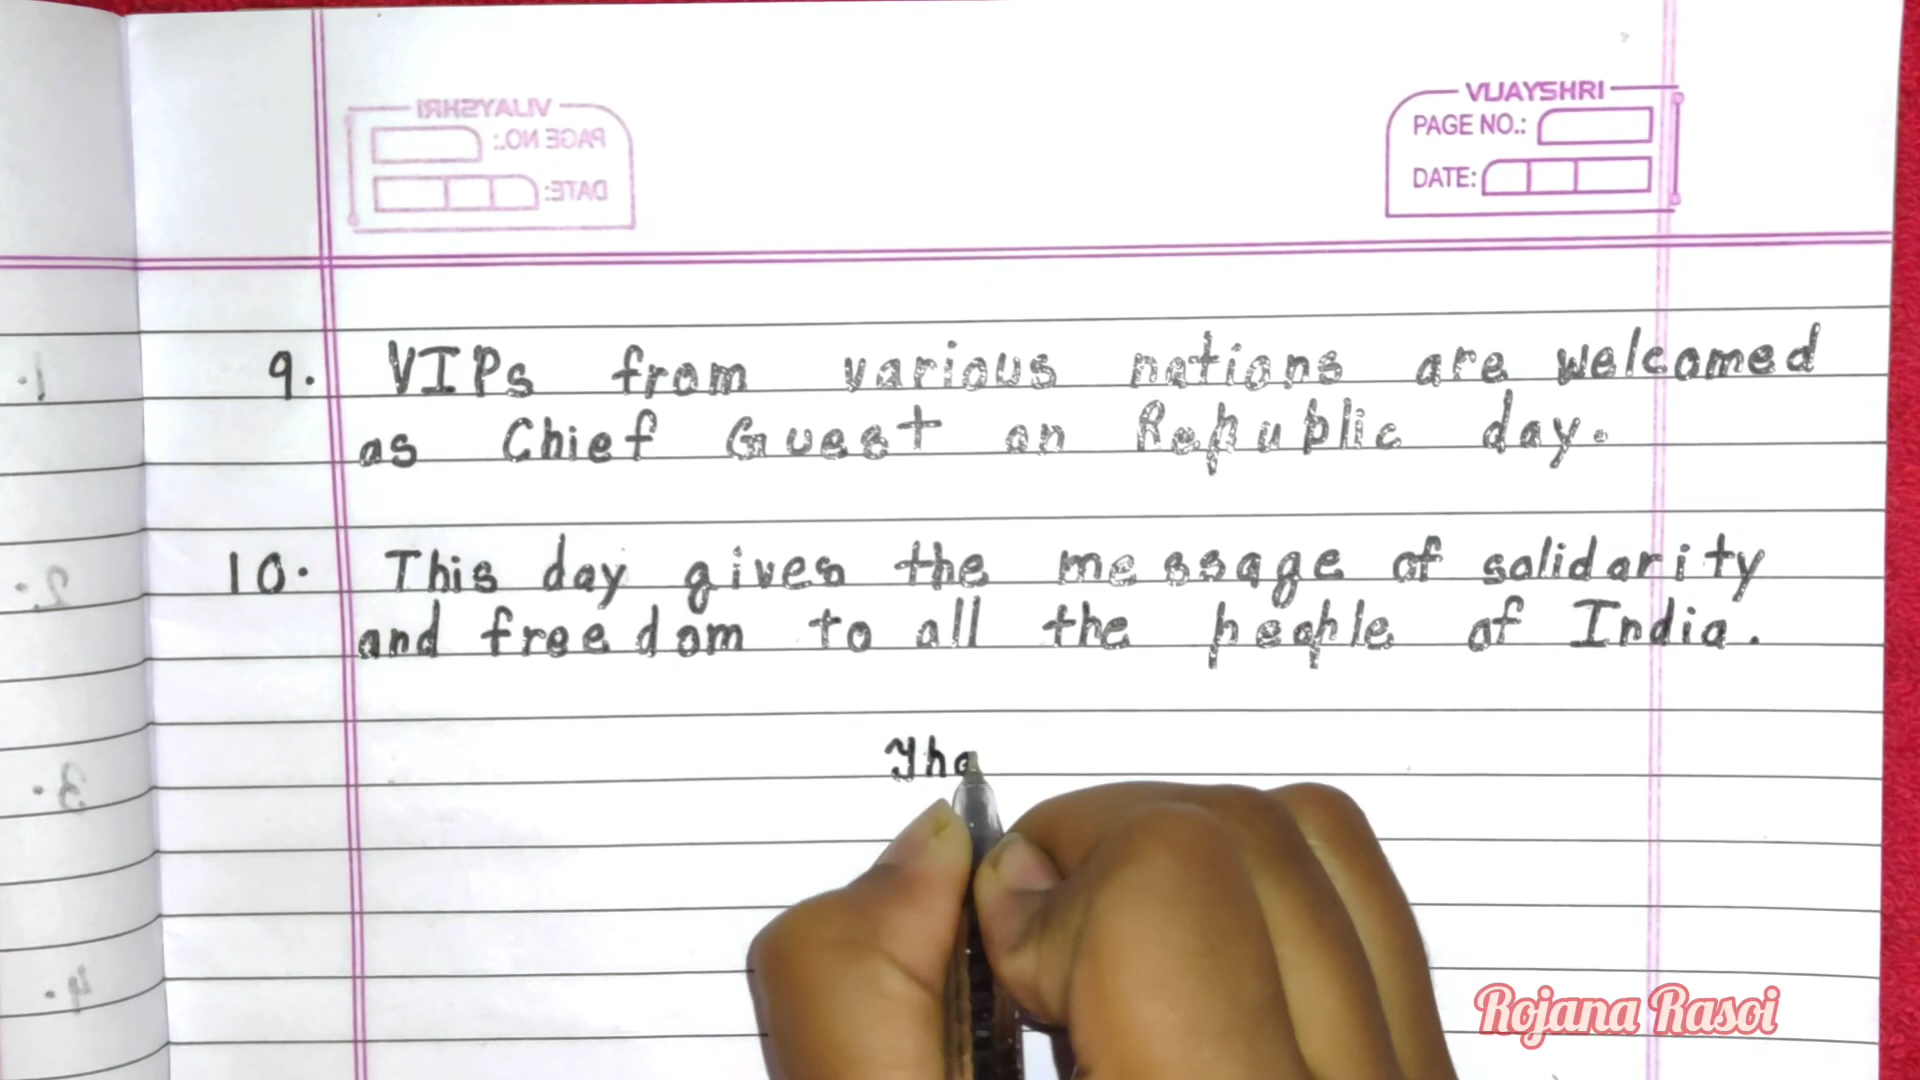 VIJAYSHRI
PAGE NO.:
DATE:
9. VIPs from various nations are welcomed
as Chief Guest on Republic day.
10. This day gives the message of solidarity
and freedom to all the people of India.
Tha
Rojana Rasoi